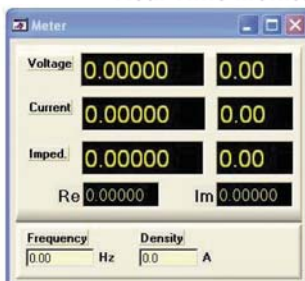 Meter
Voltage 0.00000 0.00
Current 0.00000 0.00
Imped. 0.00000 0.00
Re 0.00000 Im 0.00000
Frequency Density
0.00 Hz 0.0 A